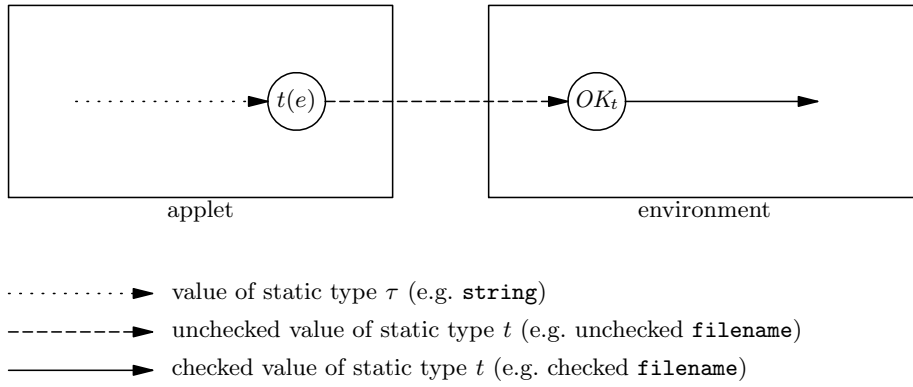 t(e)
OKₜ
applet
environment
value of static type τ (e.g. string)
unchecked value of static type t (e.g. unchecked filename)
checked value of static type t (e.g. checked filename)